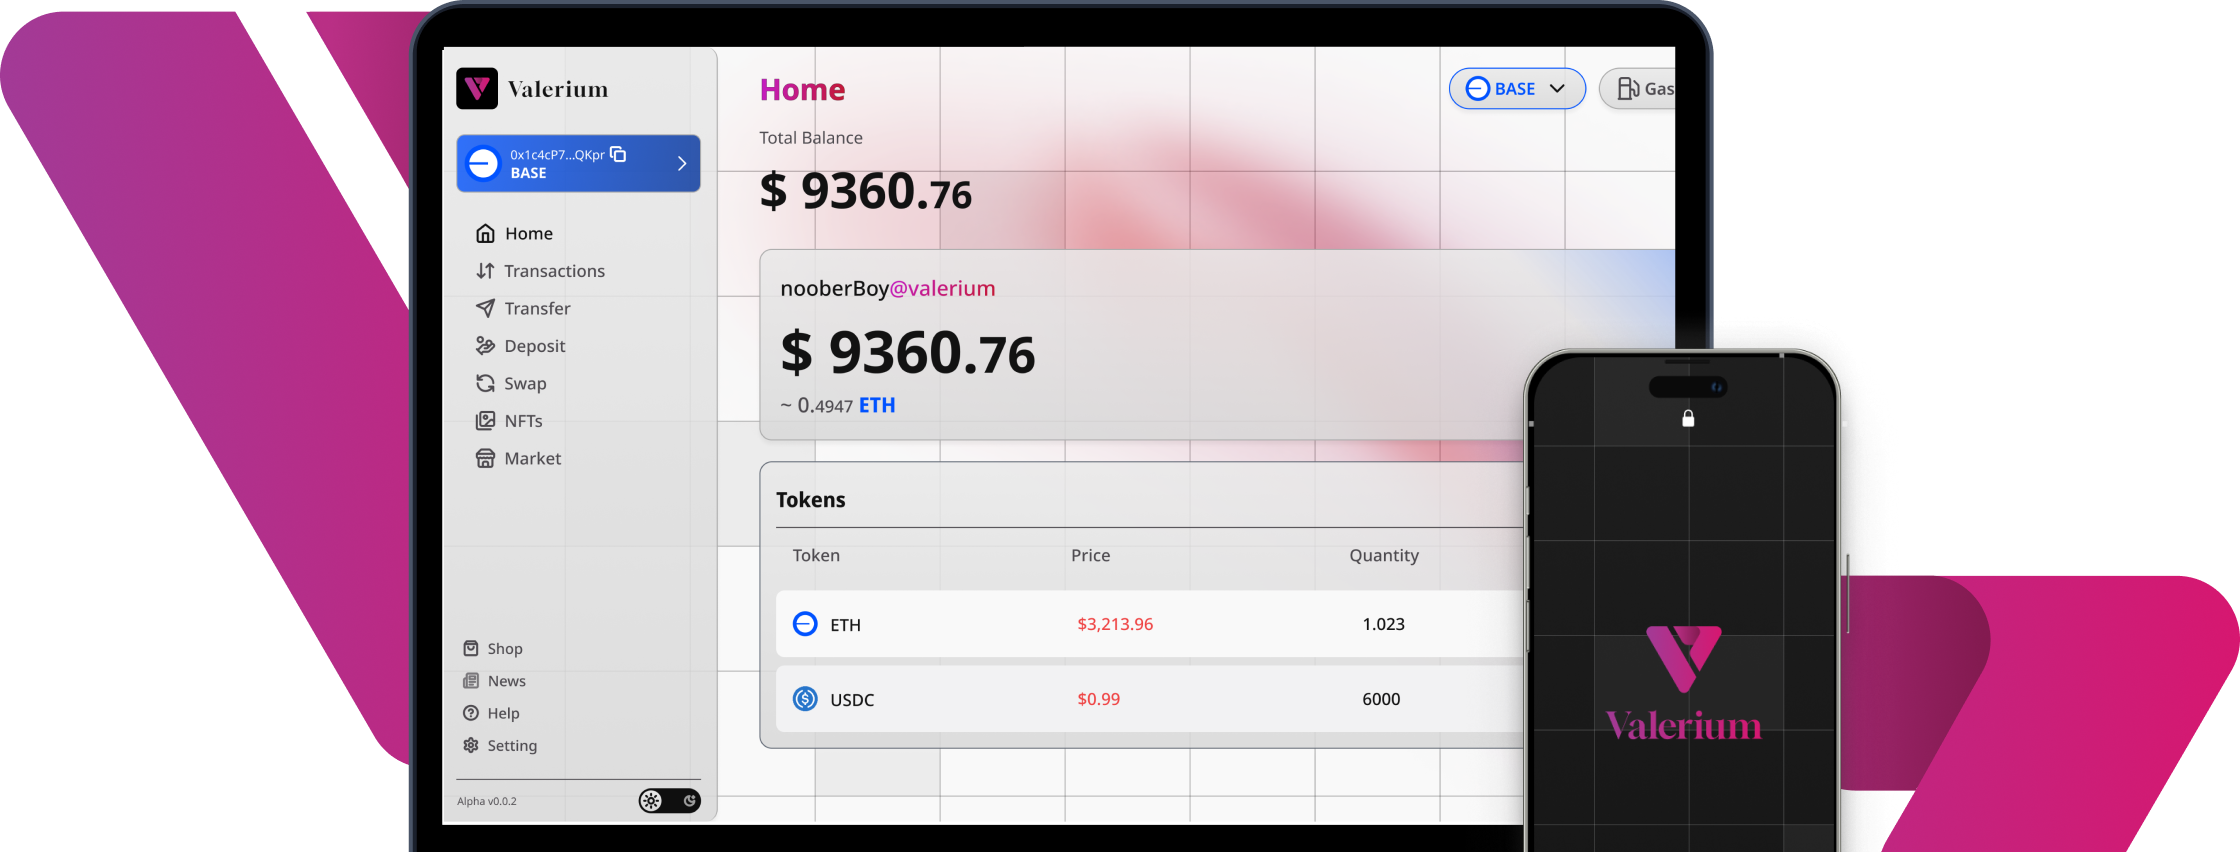 Valerium
0x1c4cP7...QKpr
BASE
Home
Transactions
Transfer
Deposit
Swap
NFTs
Market
Shop
News
Help
Setting
Alpha v0.0.2
Home
BASE
Gas
Total Balance
$ 9360.76
nooberBoy@valerium
$ 9360.76
~ 0.4947 ETH
Tokens
Token Price Quantity
ETH $3,213.96 1.023
USDC $0.99 6000
Valerium